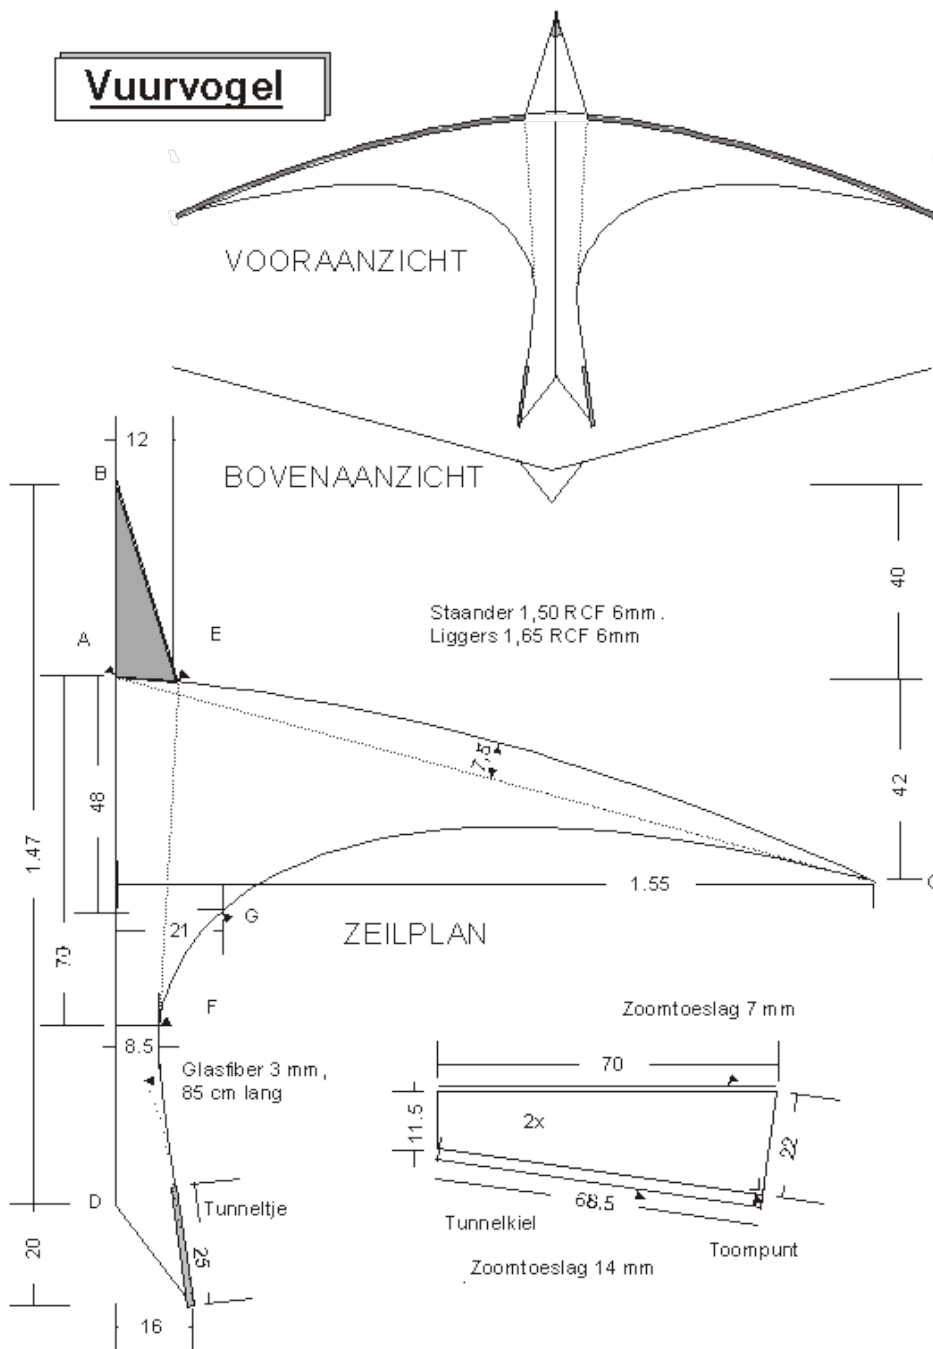 Vuurvogel
VOORAANZICHT
BOVENAANZICHT
12
B
40
Staander 1,50 RCF 6mm.
Liggers 1,65 RCF 6mm
A
E
7,5
42
48
1.47
1.55
C
21
G
ZEILPLAN
70
F
Zoomtoeslag 7 mm
8.5
Glasfiber 3 mm,
85 cm lang
70
11.5
2x
22
D
Tunneltje
68.5
Tunnelkiel
Toompunt
20
25
Zoomtoeslag 14 mm
16